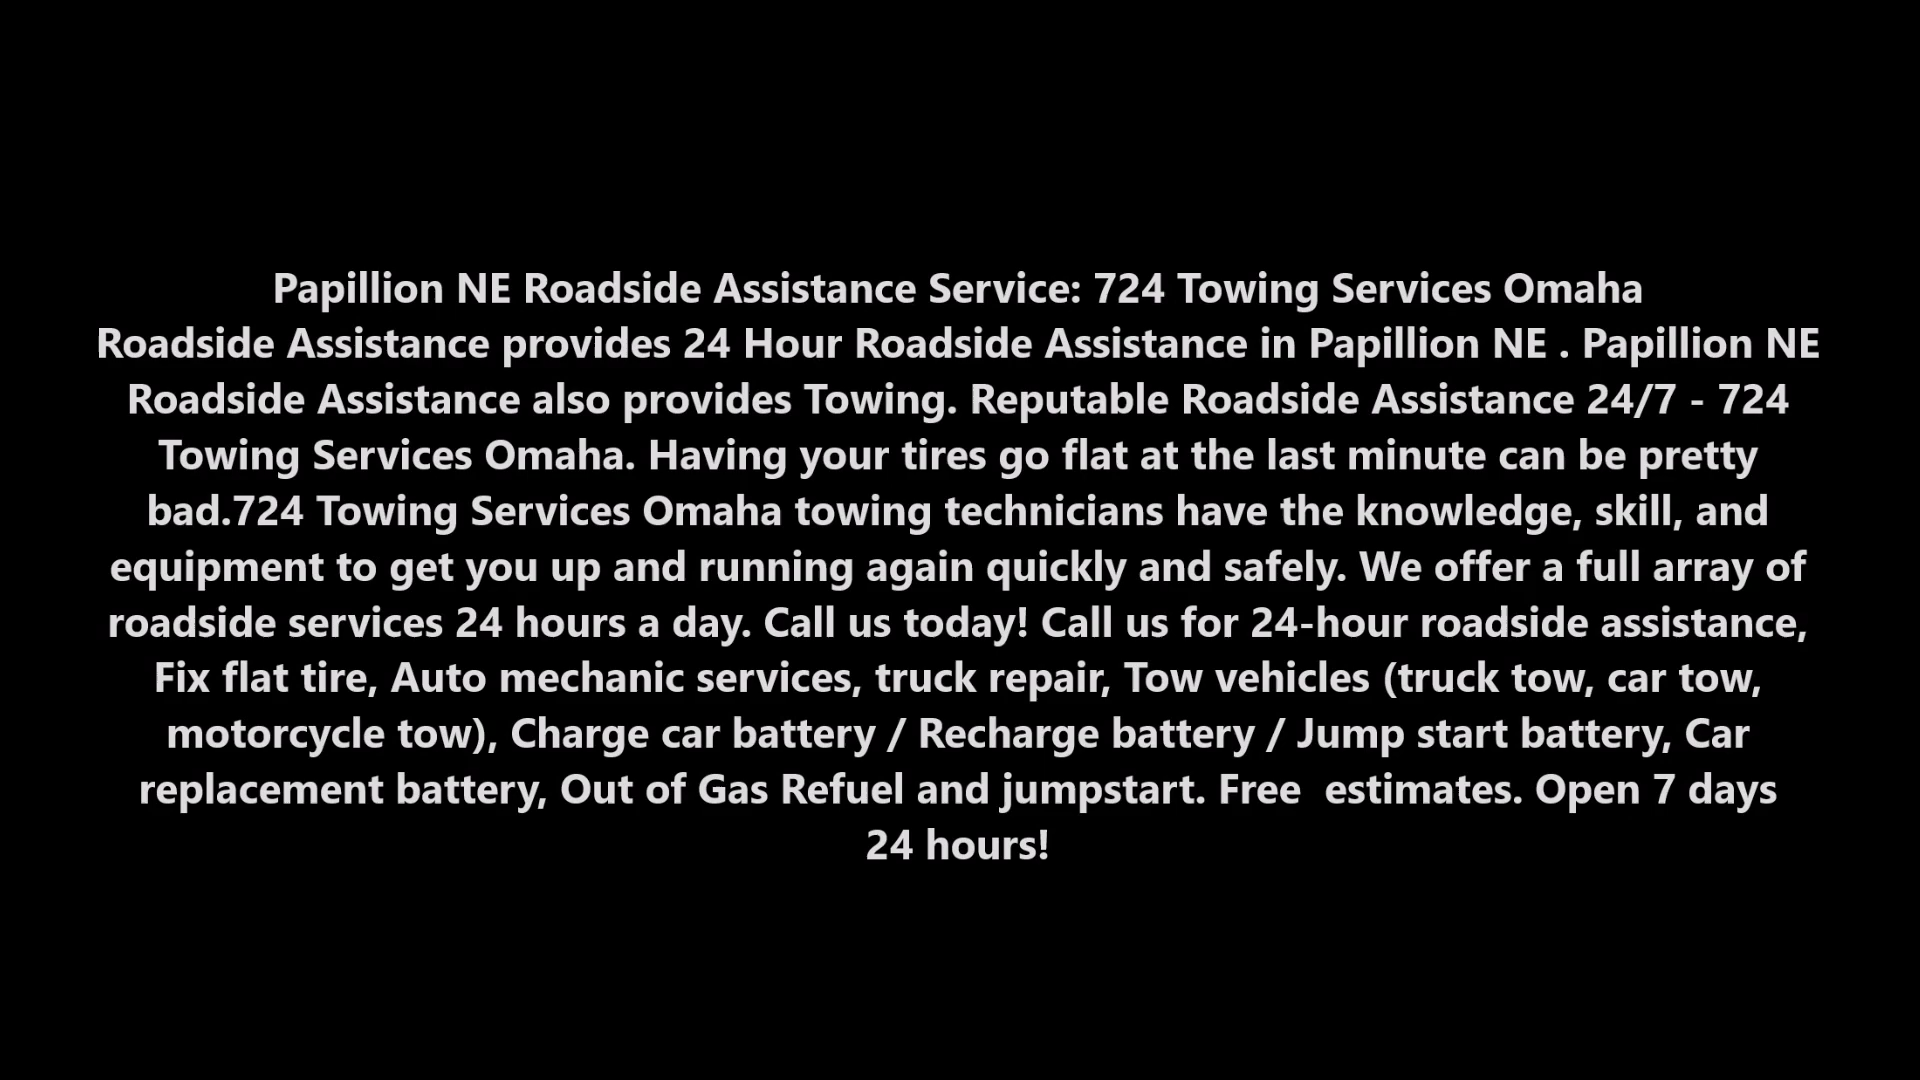 Papillion NE Roadside Assistance Service: 724 Towing Services Omaha
Roadside Assistance provides 24 Hour Roadside Assistance in Papillion NE . Papillion NE
Roadside Assistance also provides Towing. Reputable Roadside Assistance 24/7 - 724
Towing Services Omaha. Having your tires go flat at the last minute can be pretty
bad.724 Towing Services Omaha towing technicians have the knowledge, skill, and
equipment to get you up and running again quickly and safely. We offer a full array of
roadside services 24 hours a day. Call us today! Call us for 24-hour roadside assistance,
Fix flat tire, Auto mechanic services, truck repair, Tow vehicles (truck tow, car tow,
motorcycle tow), Charge car battery / Recharge battery / Jump start battery, Car
replacement battery, Out of Gas Refuel and jumpstart. Free  estimates. Open 7 days
24 hours!